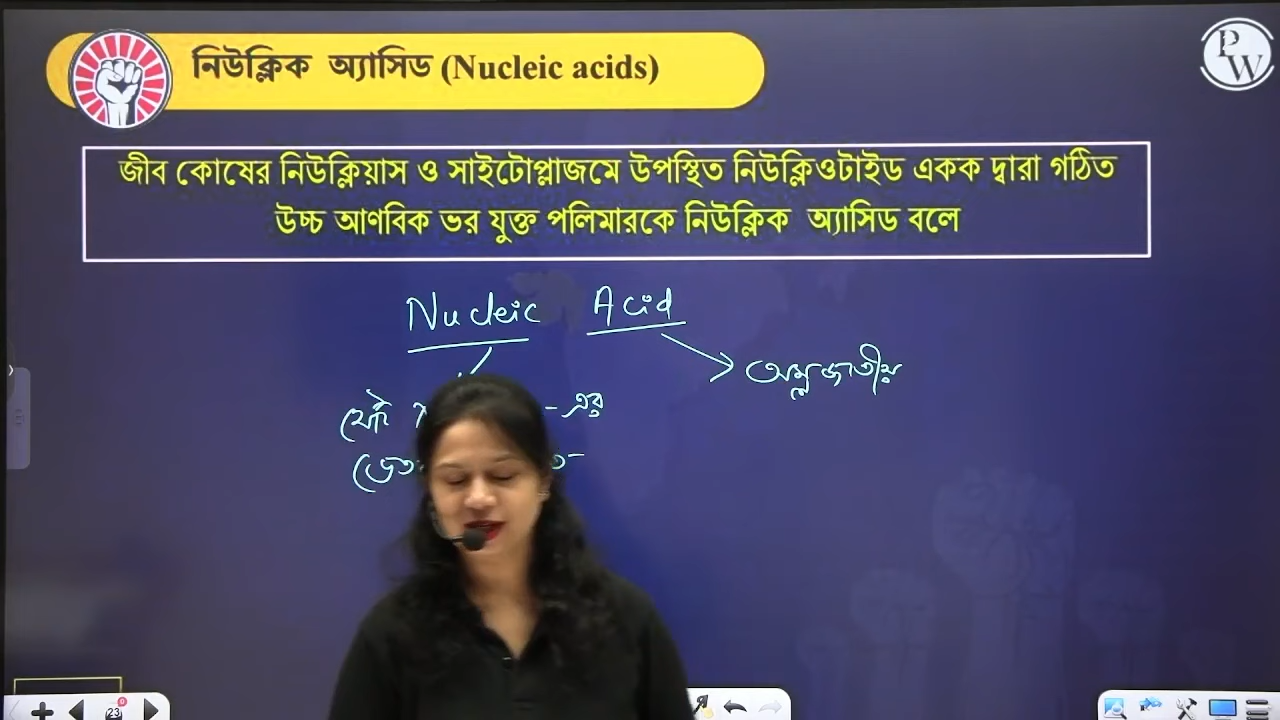 নিউক্লিক অ্যাসিড (Nucleic acids)
PW
জীব কোষের নিউক্লিয়াস ও সাইটোপ্লাজমে উপস্থিত নিউক্লিওটাইড একক দ্বারা গঠিত
উচ্চ আণবিক ভর যুক্ত পলিমারকে নিউক্লিক অ্যাসিড বলে
Nucleic Acid
অম্লজাতীয়
- এর
23